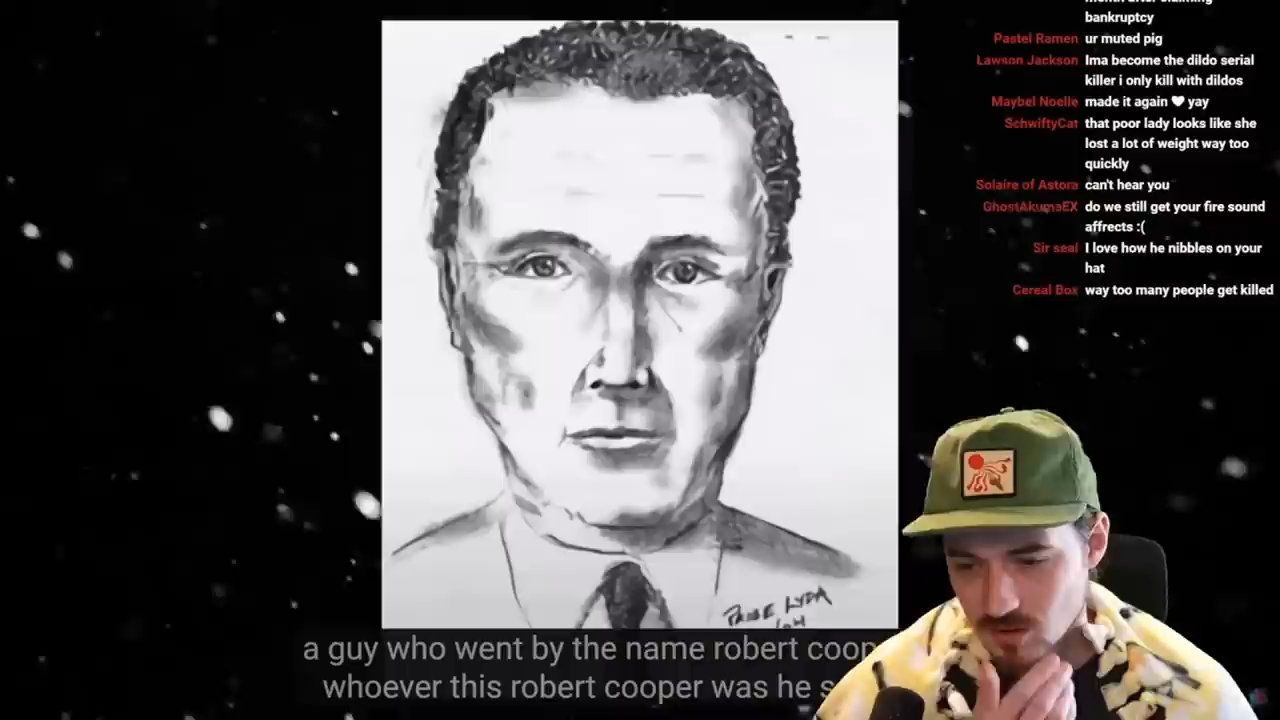 bankruptcy
Pastel Ramen ur muted pig
Lawson Jackson Ima become the dildo serial
killer i only kill with dildos
Maybel Noelle made it again ❤ yay
SchwiftyCat that poor lady looks like she
lost a lot of weight way too
quickly
Solaire of Astora can't hear you
GhostAkumaEX do we still get your fire sound
affrects :(
Sir seal I love how he nibbles on your
hat
Cereal Box way too many people get killed
a guy who went by the name robert
whoever this robert cooper was he